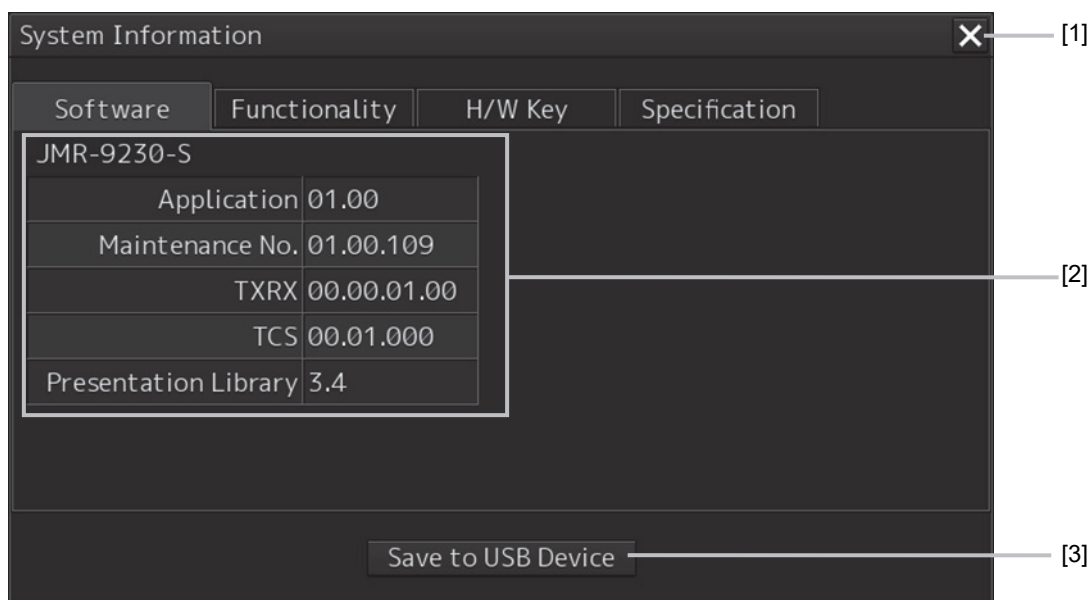 System Information [1]
Software Functionality H/W Key Specification
JMR-9230-S
Application 01.00
Maintenance No. 01.00.109
TXRX 00.00.01.00 [2]
TCS 00.01.000
Presentation Library 3.4
Save to USB Device [3]